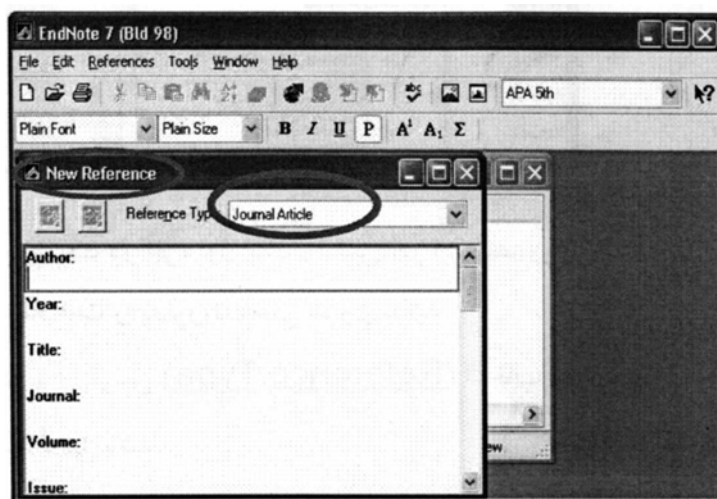 EndNote 7 (Bld 98)
File Edit References Tools Window Help
abc APA 5th ?
Plain Font Plain Size B I U P A¹ A₁ Σ
New Reference
Reference Typ Journal Article
Author:
Year:
Title:
Journal:
Volume:
Issue: